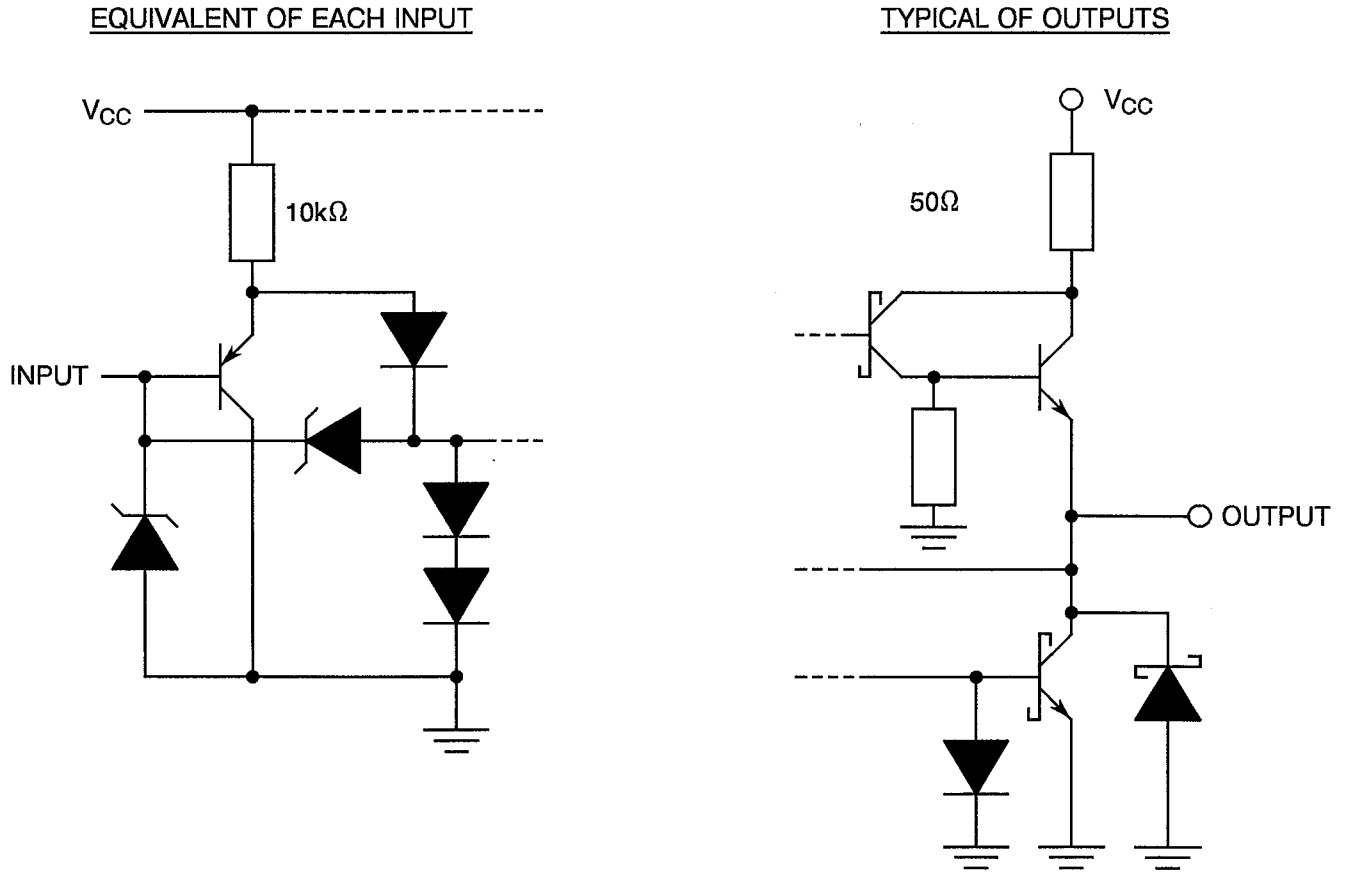 EQUIVALENT OF EACH INPUT
VCC
10kΩ
INPUT
TYPICAL OF OUTPUTS
VCC
50Ω
OUTPUT